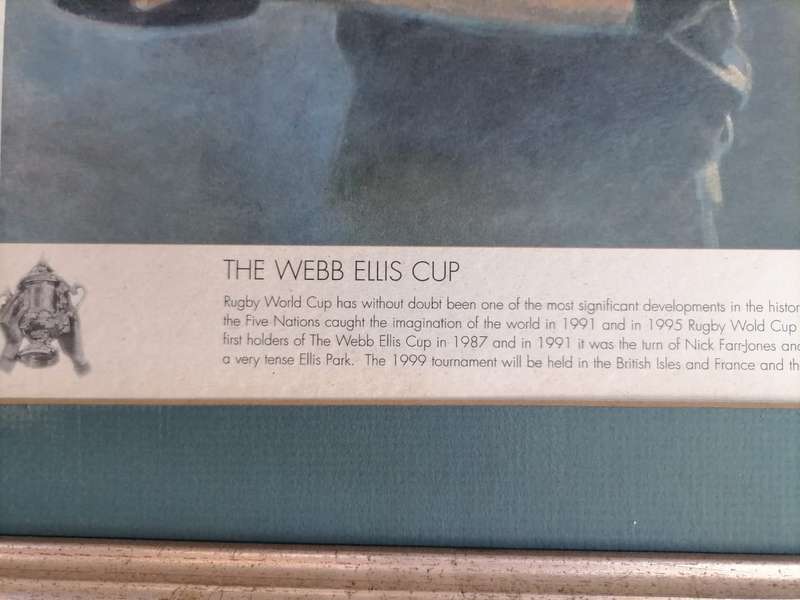 THE WEBB ELLIS CUP
Rugby World Cup has without doubt been one of the most significant developments in the histor
the Five Nations caught the imagination of the world in 1991 and in 1995 Rugby Wold Cup
first holders of The Webb Ellis Cup in 1987 and in 1991 it was the turn of Nick Farr-Jones and
a very tense Ellis Park. The 1999 tournament will be held in the British Isles and France and th